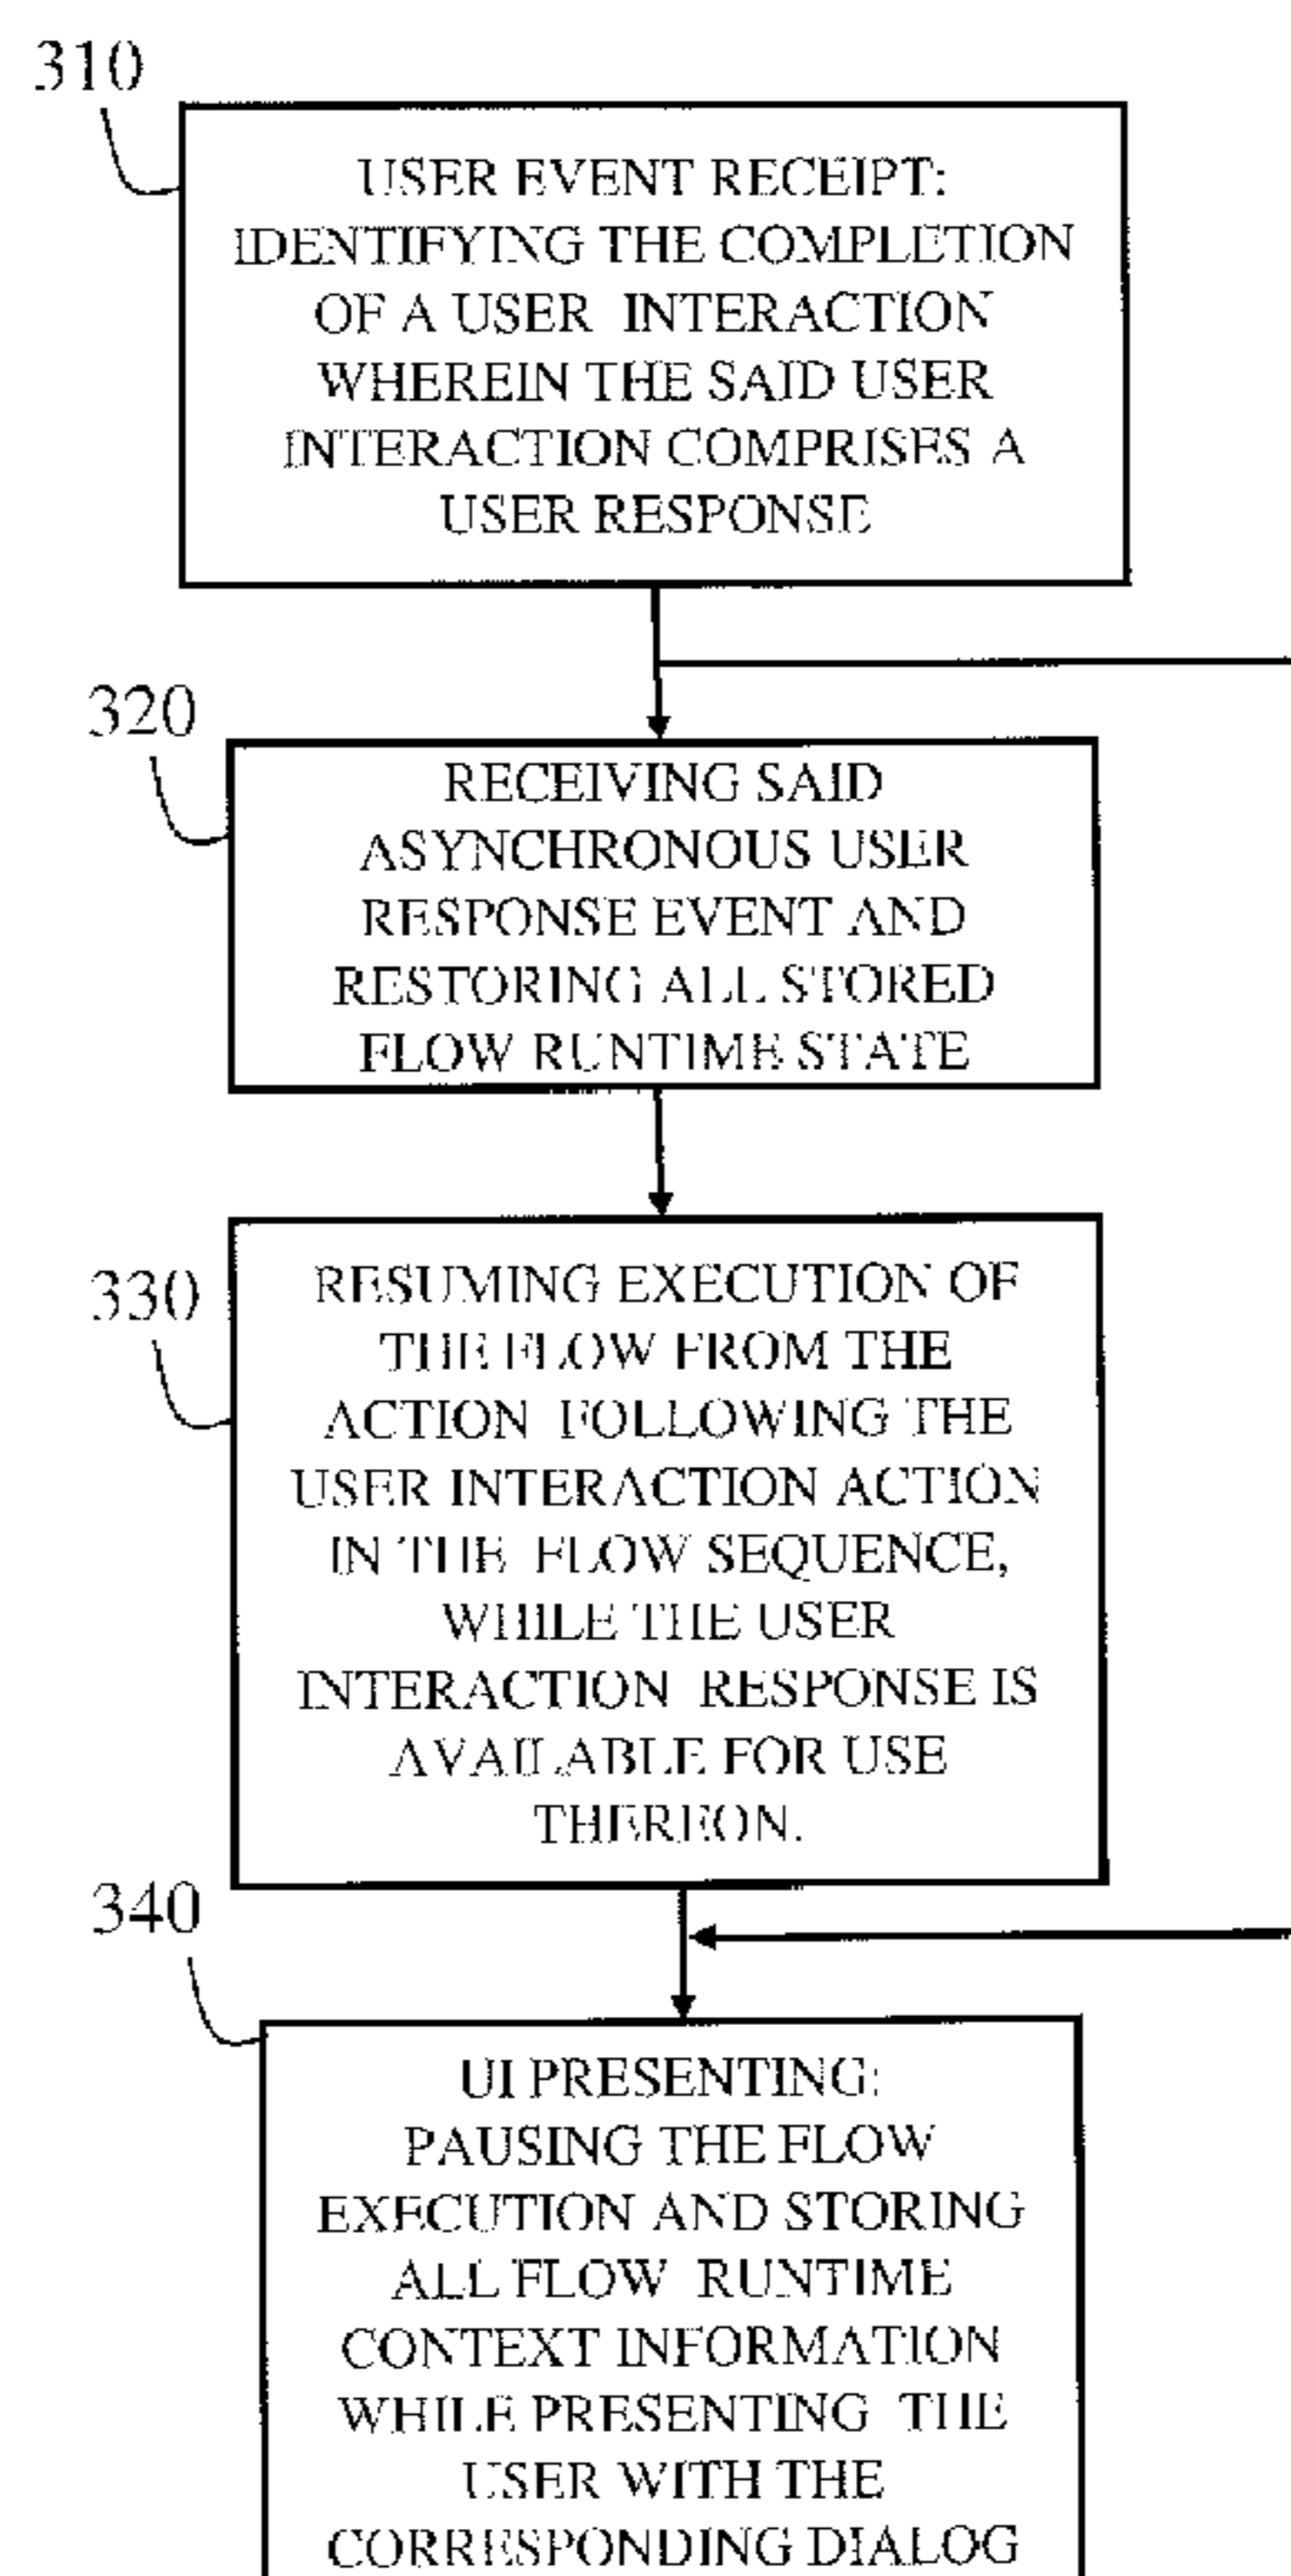 310
USER EVENT RECEIPT:
IDENTIFYING THE COMPLETION
OF A USER INTERACTION
WHEREIN THE SAID USER
INTERACTION COMPRISES A
USER RESPONSE
320
RECEIVING SAID
ASYNCHRONOUS USER
RESPONSE EVENT AND
RESTORING ALL STORED
FLOW RUNTIME STATE
330
RESUMING EXECUTION OF
THE FLOW FROM THE
ACTION FOLLOWING THE
USER INTERACTION ACTION
IN THE FLOW SEQUENCE,
WHILE THE USER
INTERACTION RESPONSE IS
AVAILABLE FOR USE
THEREON.
340
UI PRESENTING:
PAUSING THE FLOW
EXECUTION AND STORING
ALL FLOW RUNTIME
CONTEXT INFORMATION
WHILE PRESENTING THE
USER WITH THE
CORRESPONDING DIALOG